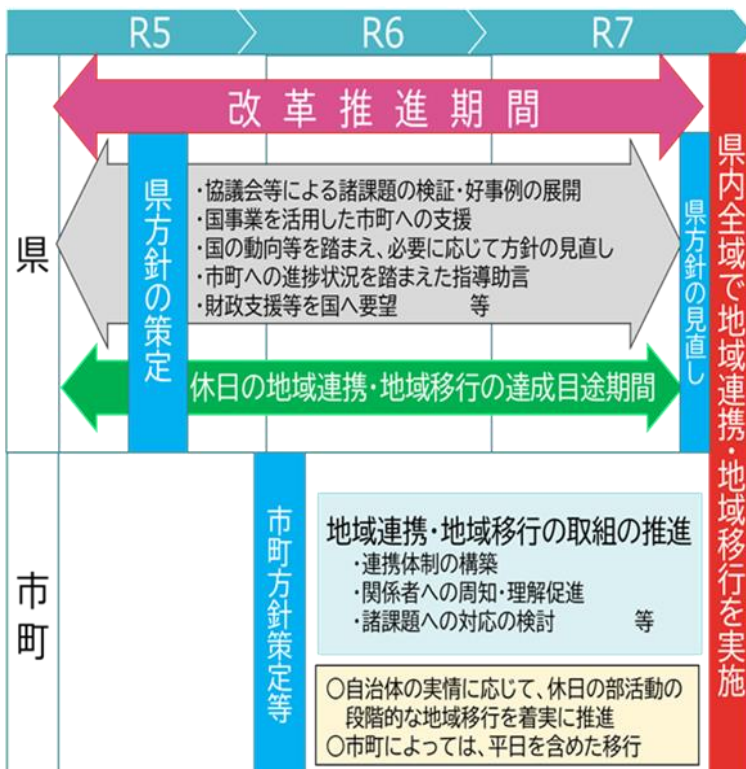 R5 R6 R7
改革推進期間
県
県方針の策定
・協議会等による諸課題の検証・好事例の展開
・国事業を活用した市町への支援
・国の動向等を踏まえ、必要に応じて方針の見直し
・市町への進捗状況を踏まえた指導助言
・財政支援等を国へ要望 等
県方針の見直し
休日の地域連携・地域移行の達成目途期間
県内全域で地域連携・地域移行を実施
市町
市町方針策定等
地域連携・地域移行の取組の推進
・連携体制の構築
・関係者への周知・理解促進
・諸課題への対応の検討 等
○自治体の実情に応じて、休日の部活動の
段階的な地域移行を着実に推進
○市町によっては、平日を含めた移行